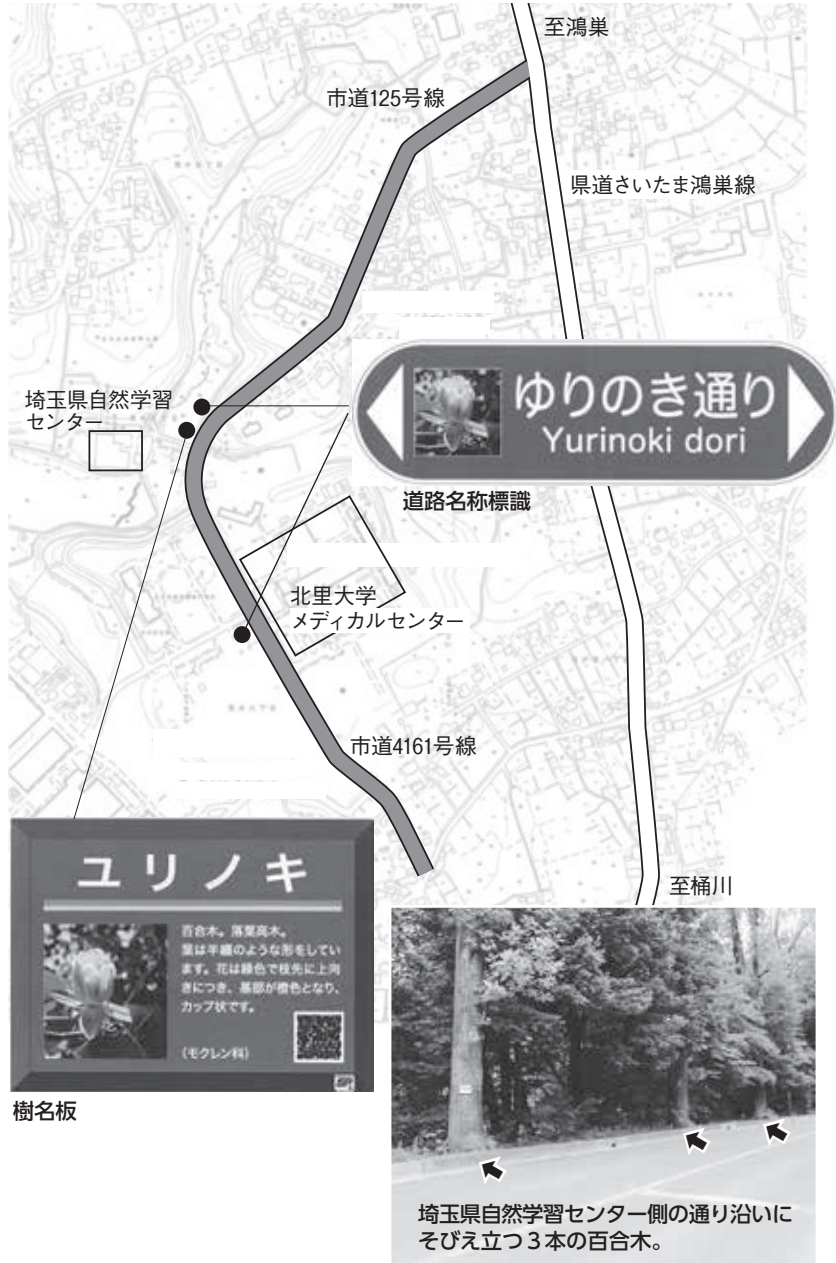 至鴻巣
市道125号線
県道さいたま鴻巣線
埼玉県自然学習
センター
ゆりのき通り
Yurinoki dori
道路名称標識
北里大学
メディカルセンター
市道4161号線
至桶川
ユリノキ
百合木。落葉高木。
葉は半纏のような形をしてい
ます。花は緑色で枝先に上向
きにつき、基部が橙色となり、
カップ状です。
(モクレン科)
樹名板
埼玉県自然学習センター側の通り沿いに
そびえ立つ3本の百合木。